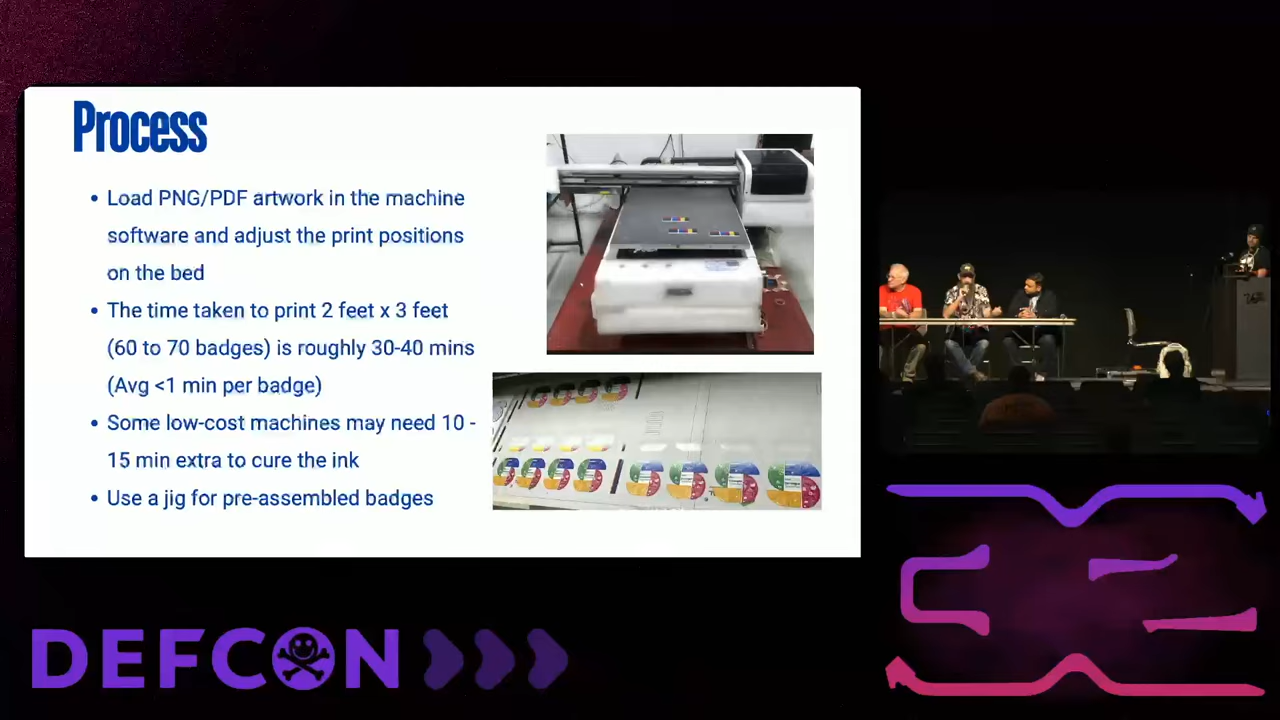 Process
• Load PNG/PDF artwork in the machine
software and adjust the print positions
on the bed
• The time taken to print 2 feet x 3 feet
(60 to 70 badges) is roughly 30-40 mins
(Avg <1 min per badge)
• Some low-cost machines may need 10 -
15 min extra to cure the ink
• Use a jig for pre-assembled badges
DEFCON